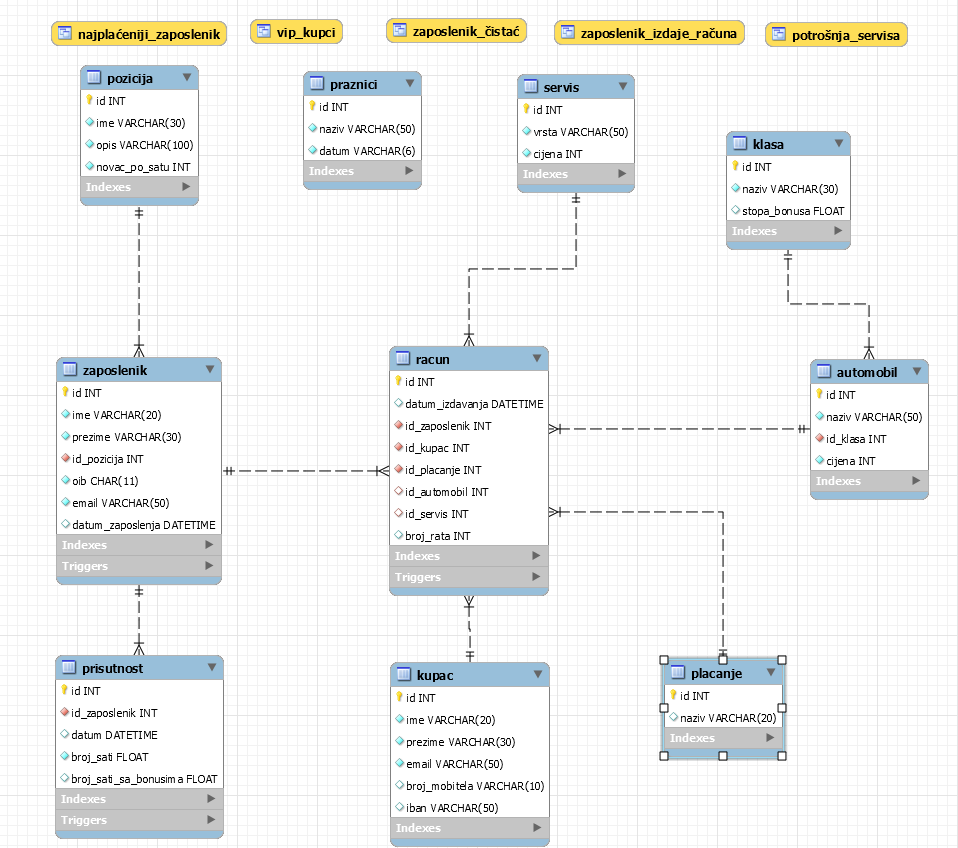 najplaćeniji_zaposlenik
vip_kupci
zaposlenik_čistać
zaposlenik_izdaje_računa
potrošnja_servisa
pozicija
id INT
ime VARCHAR(30)
opis VARCHAR(100)
novac_po_satu INT
Indexes
praznici
id INT
naziv VARCHAR(50)
datum VARCHAR(6)
Indexes
servis
id INT
vrsta VARCHAR(50)
cijena INT
Indexes
klasa
id INT
naziv VARCHAR(30)
stopa_bonusa FLOAT
Indexes
zaposlenik
id INT
ime VARCHAR(20)
prezime VARCHAR(30)
id_pozicija INT
oib CHAR(11)
email VARCHAR(50)
datum_zaposlenja DATETIME
Indexes
Triggers
racun
id INT
datum_izdavanja DATETIME
id_zaposlenik INT
id_kupac INT
id_placanje INT
id_automobil INT
id_servis INT
broj_rata INT
Indexes
Triggers
automobil
id INT
naziv VARCHAR(50)
id_klasa INT
cijena INT
Indexes
prisutnost
id INT
id_zaposlenik INT
datum DATETIME
broj_sati FLOAT
broj_sati_sa_bonusima FLOAT
Indexes
Triggers
kupac
id INT
ime VARCHAR(20)
prezime VARCHAR(30)
email VARCHAR(50)
broj_mobitela VARCHAR(10)
iban VARCHAR(50)
Indexes
placanje
id INT
naziv VARCHAR(20)
Indexes